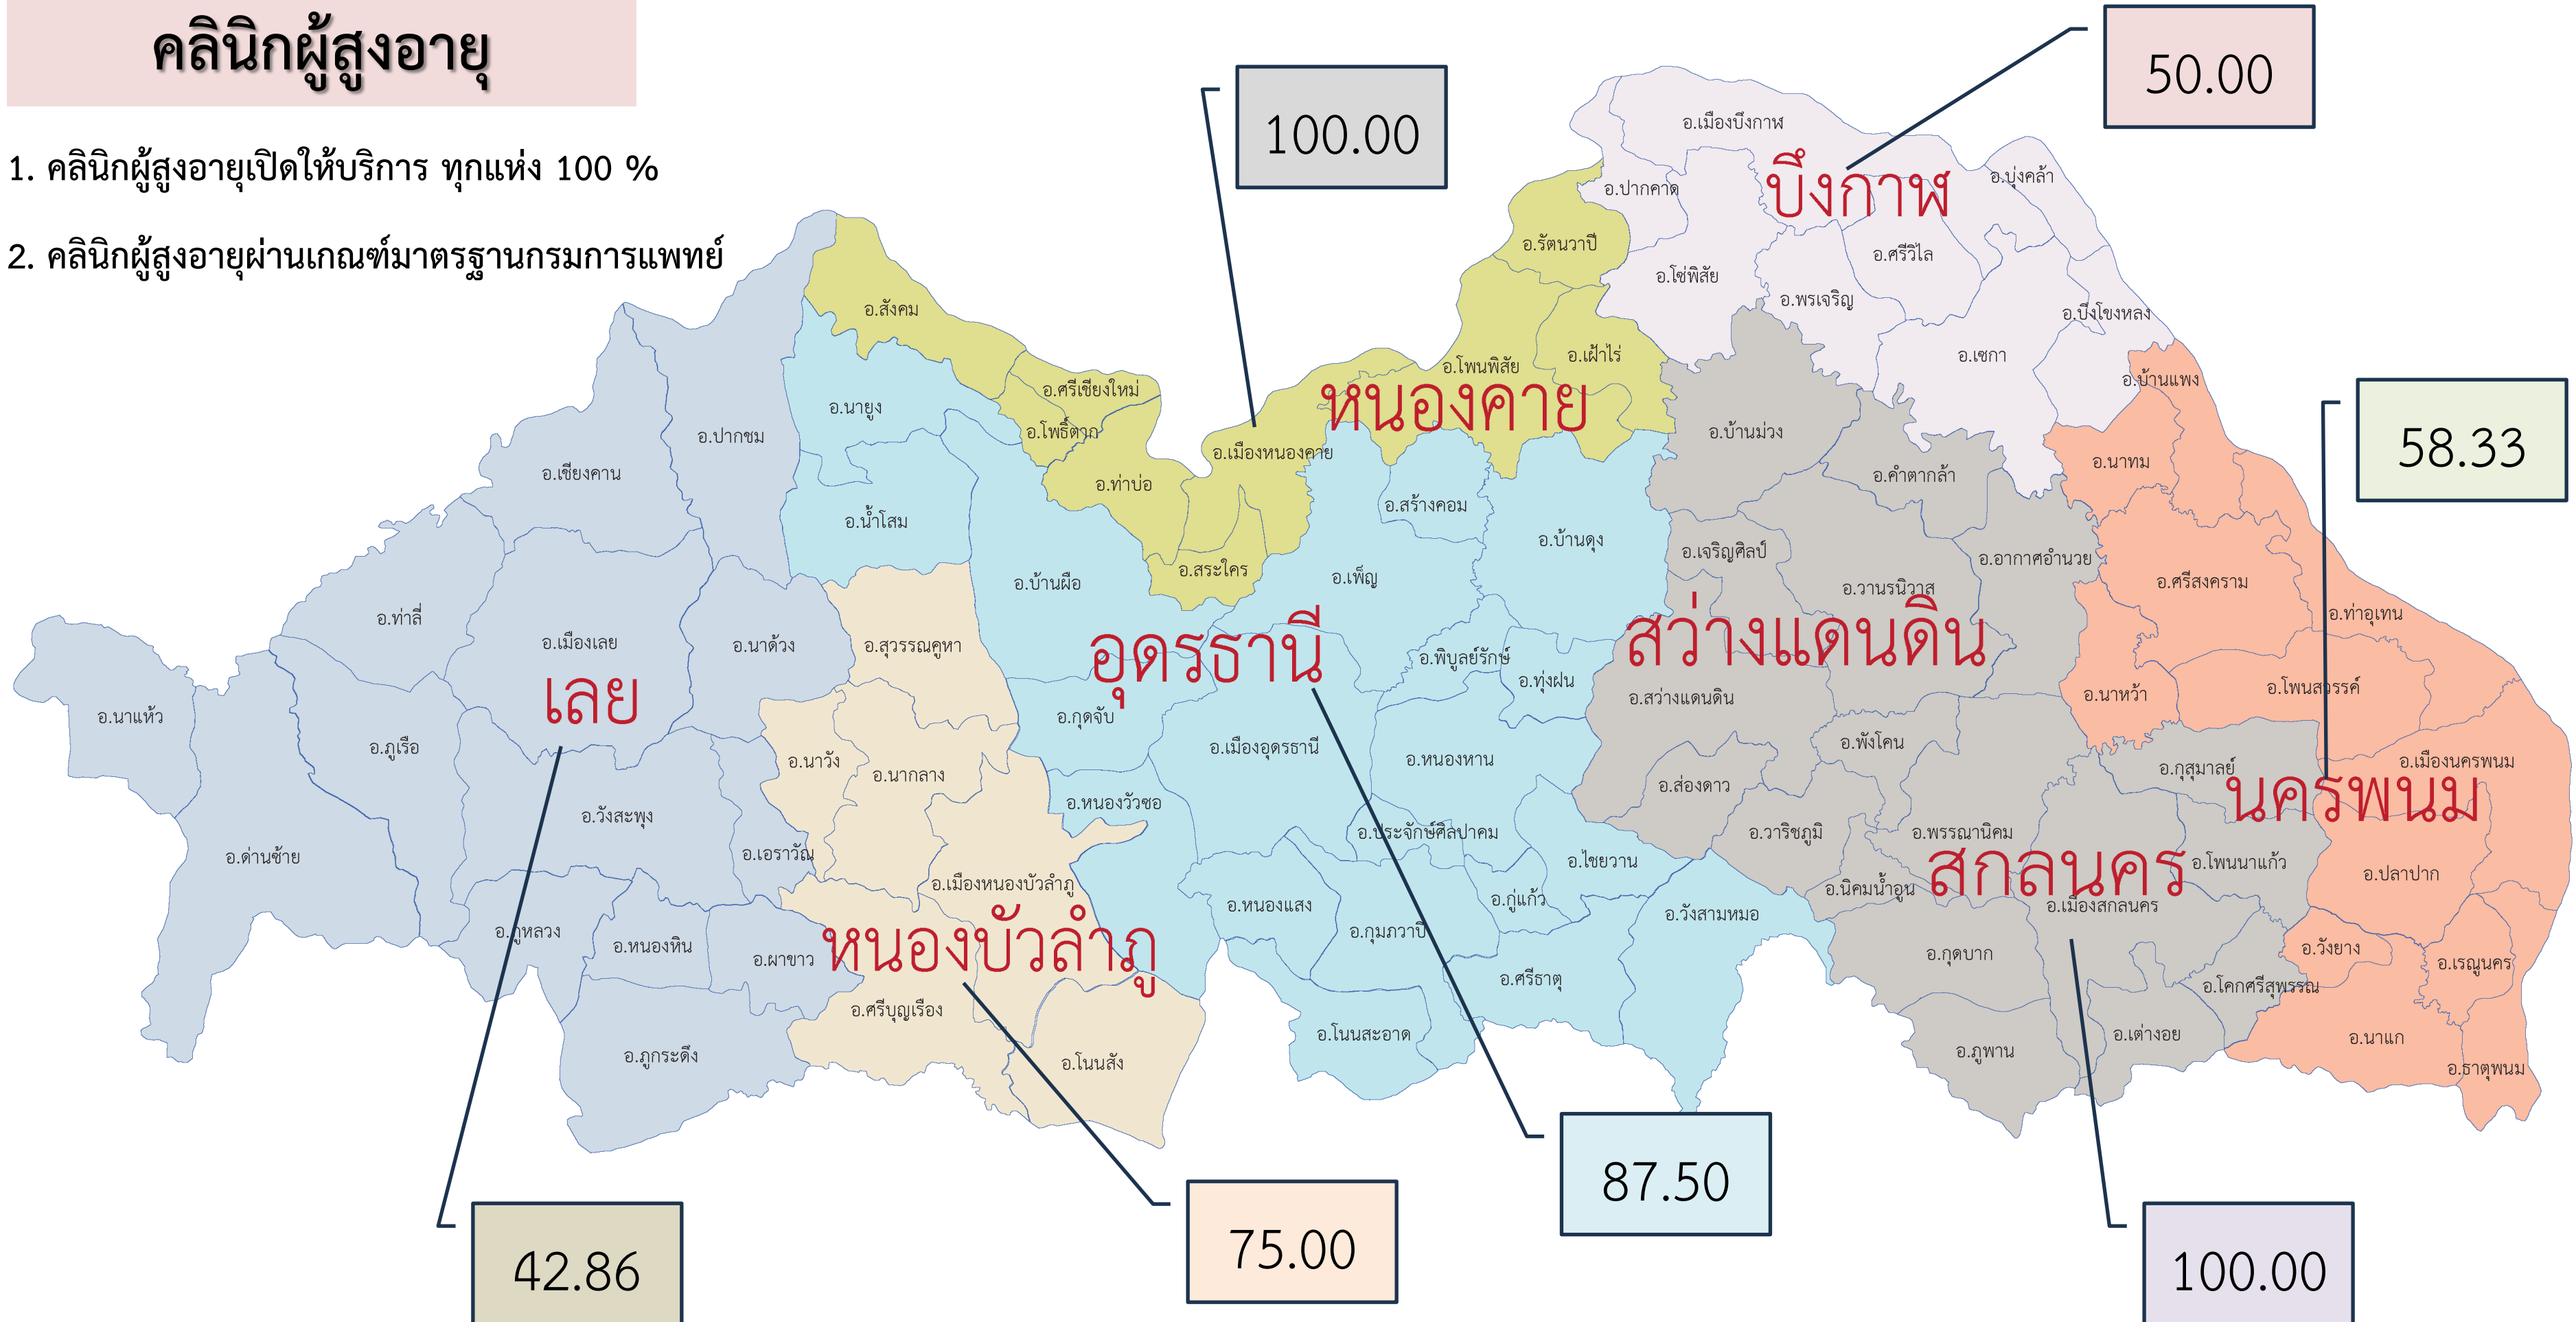 คลินิกผู้สูงอายุ
1. คลินิกผู้สูงอายุเปิดให้บริการ ทุกแห่ง 100 %
2. คลินิกผู้สูงอายุผ่านเกณฑ์มาตรฐานกรมการแพทย์
50.00
100.00
58.33
42.86
75.00
87.50
100.00
เลย
อ.ปากชม
อ.เชียงคาน
อ.ท่าลี่
อ.เมืองเลย
อ.นาด้วง
อ.นาแห้ว
อ.ภูเรือ
อ.ด่านซ้าย
อ.วังสะพุง
อ.เอราวัณ
อ.ภูหลวง
อ.หนองหิน
อ.ผาขาว
อ.ภูกระดึง
หนองบัวลำภู
อ.สุวรรณคูหา
อ.นาวัง
อ.นากลาง
อ.เมืองหนองบัวลำภู
อ.ศรีบุญเรือง
อ.โนนสัง
หนองคาย
อ.สังคม
อ.ศรีเชียงใหม่
อ.โพธิ์ตาก
อ.ท่าบ่อ
อ.เมืองหนองคาย
อ.สระใคร
อ.รัตนวาปี
อ.โพนพิสัย
อ.เฝ้าไร่
อุดรธานี
อ.นายูง
อ.น้ำโสม
อ.บ้านผือ
อ.สร้างคอม
อ.บ้านดุง
อ.เพ็ญ
อ.พิบูลย์รักษ์
อ.ทุ่งฝน
อ.กุดจับ
อ.เมืองอุดรธานี
อ.หนองหาน
อ.หนองวัวซอ
อ.ประจักษ์ศิลปาคม
อ.ไชยวาน
อ.หนองแสง
อ.กู่แก้ว
อ.กุมภวาปี
อ.วังสามหมอ
อ.ศรีธาตุ
อ.โนนสะอาด
บึงกาฬ
อ.เมืองบึงกาฬ
อ.ปากคาด
อ.บุ่งคล้า
อ.ศรีวิไล
อ.โซ่พิสัย
อ.พรเจริญ
อ.บึงโขงหลง
อ.เซกา
สว่างแดนดิน
สกลนคร
อ.บ้านม่วง
อ.คำตากล้า
อ.เจริญศิลป์
อ.อากาศอำนวย
อ.วานรนิวาส
อ.สว่างแดนดิน
อ.พังโคน
อ.ส่องดาว
อ.วาริชภูมิ
อ.พรรณานิคม
อ.กุสุมาลย์
อ.โพนนาแก้ว
อ.นิคมน้ำอูน
อ.เมืองสกลนคร
อ.กุดบาก
อ.โคกศรีสุพรรณ
อ.เต่างอย
อ.ภูพาน
นครพนม
อ.บ้านแพง
อ.นาทม
อ.ศรีสงคราม
อ.ท่าอุเทน
อ.นาหว้า
อ.โพนสวรรค์
อ.เมืองนครพนม
อ.ปลาปาก
อ.วังยาง
อ.เรณูนคร
อ.นาแก
อ.ธาตุพนม